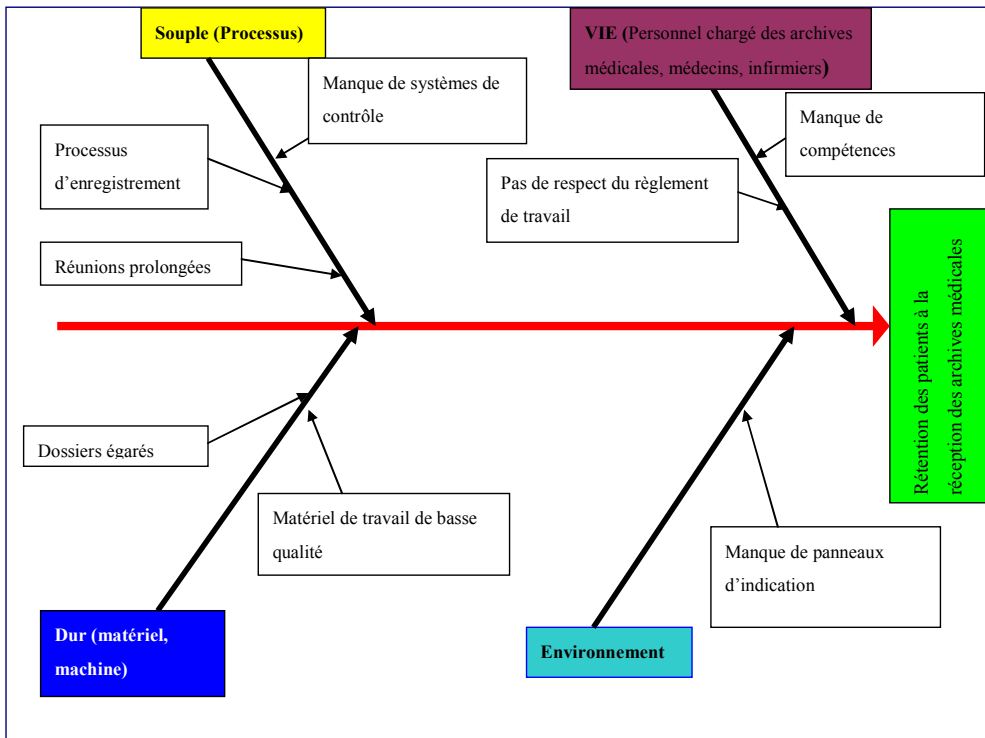 Souple (Processus)
VIE (Personnel chargé des archives
médicales, médecins, infirmiers)
Manque de systèmes de
contrôle
Manque de
compétences
Processus
d’enregistrement
Pas de respect du règlement
de travail
Réunions prolongées
Rétention des patients à la
réception des archives médicales
Dossiers égarés
Matériel de travail de basse
qualité
Manque de panneaux
d’indication
Dur (matériel,
machine)
Environnement